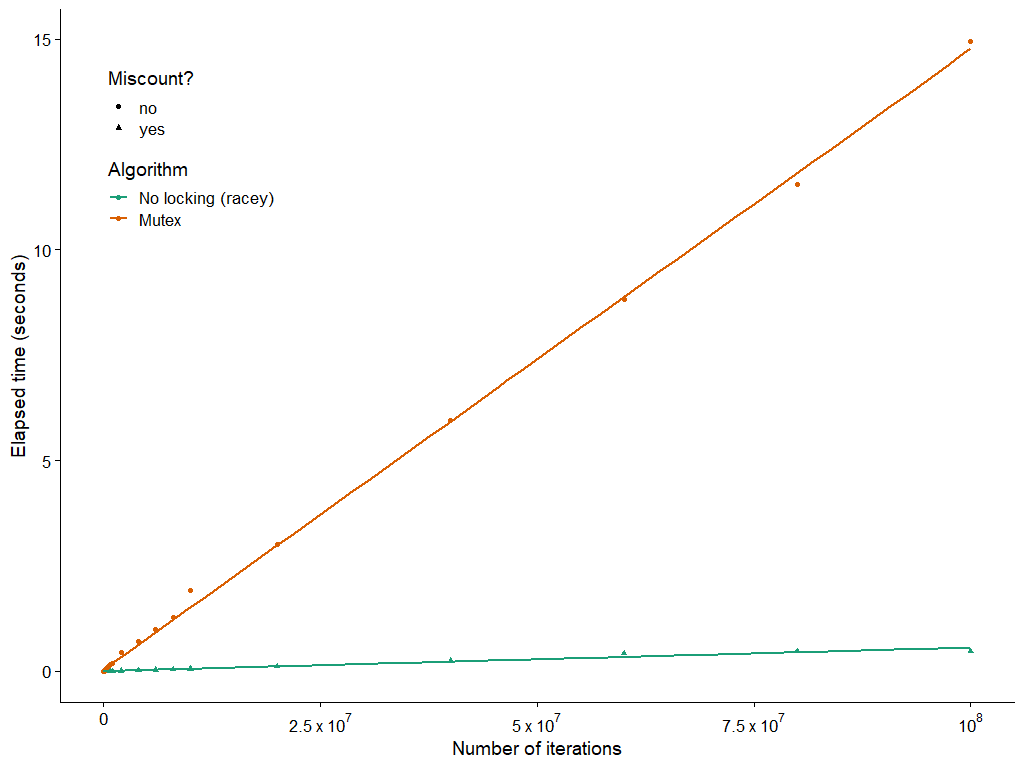 15
10
5
0
Elapsed time (seconds)
Miscount?
no
yes
Algorithm
No locking (racey)
Mutex
0
2.5 x 10^7
5 x 10^7
7.5 x 10^7
10^8
Number of iterations